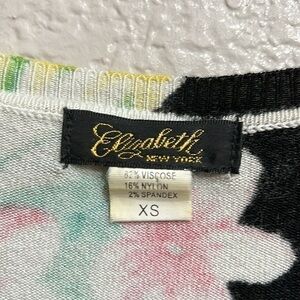 Elizabeth
NEW YORK
82% VISCOSE
16% NYLON
2% SPANDEX
XS